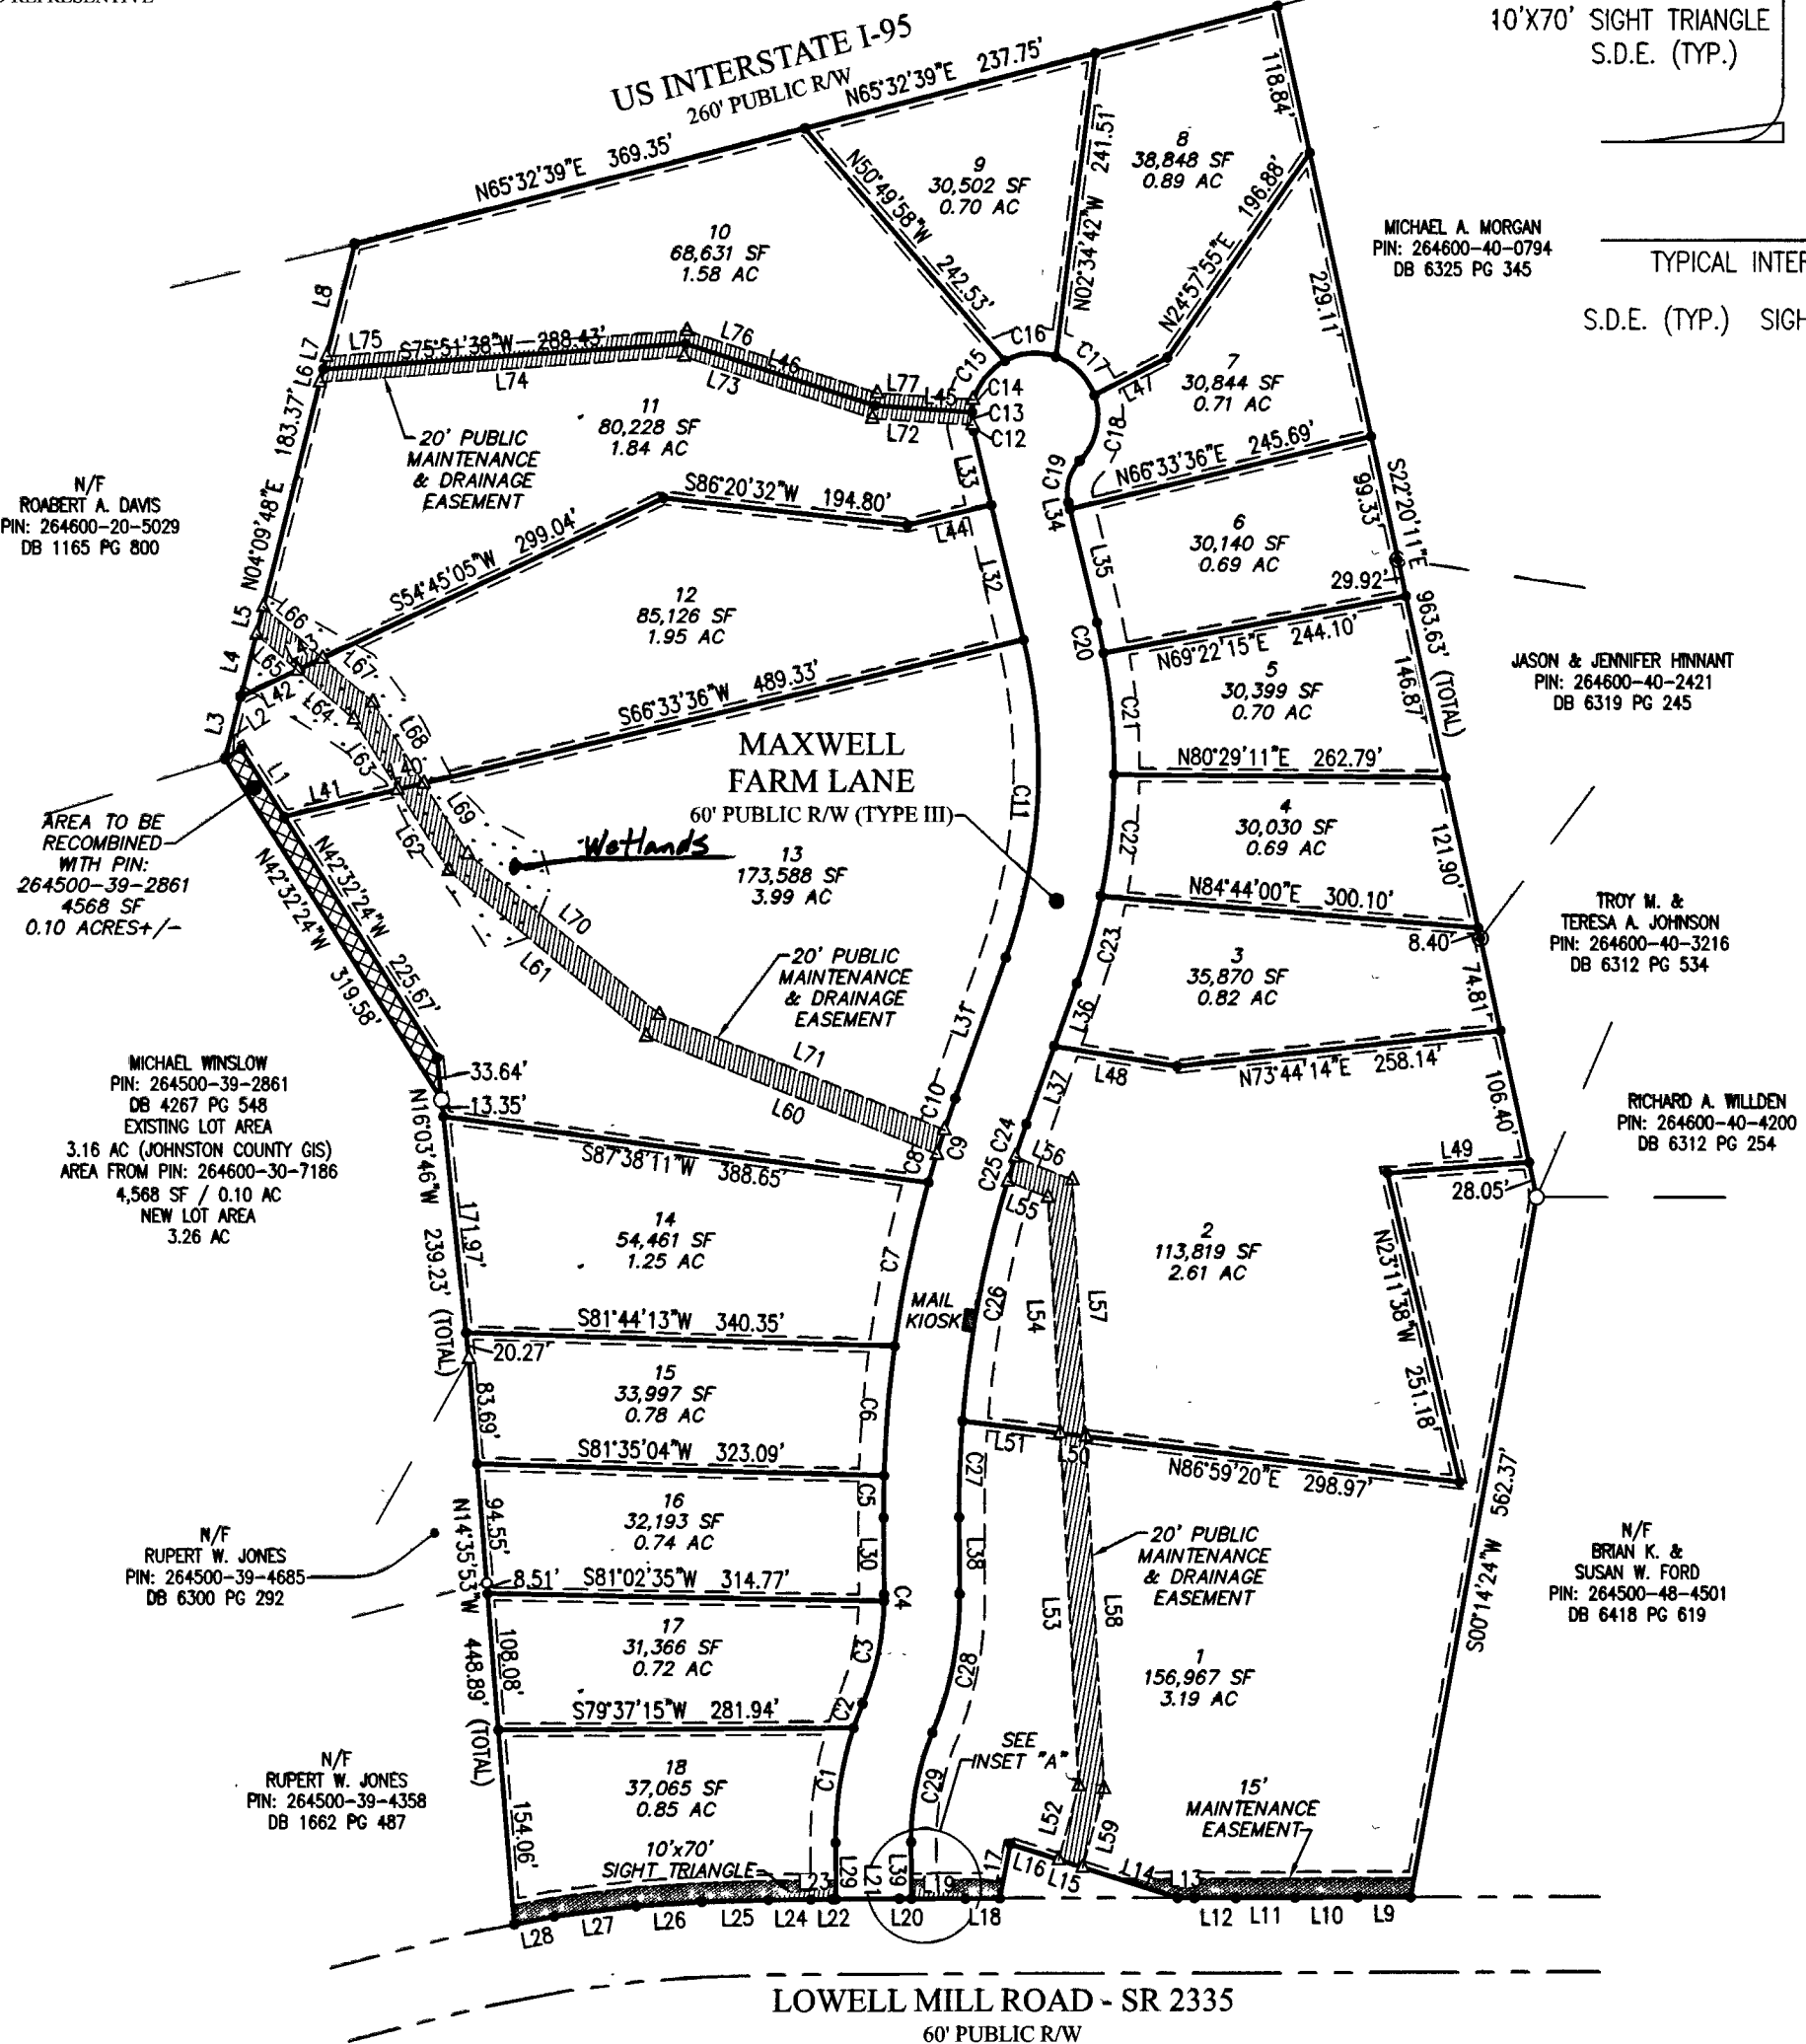 REPRESENTATIVE
US INTERSTATE I-95
260' PUBLIC R/W
N65°32'39"E 237.75'
N65°32'39"E 369.35'
10'X70' SIGHT TRIANGLE
S.D.E. (TYP.)
TYPICAL INTER
S.D.E. (TYP.) SIGH
MICHAEL A. MORGAN
PIN: 264600-40-0794
DB 6325 PG 345
118.84'
8
38,848 SF
0.89 AC
9
30,502 SF
0.70 AC
N50°49'58"W 242.53'
N02°34'42"W 241.51'
N24°57'55"E 196.88'
229.11'
10
68,631 SF
1.58 AC
L8
L7
L6
L75
S75°51'38"W 288.43'
L74
L76
L46
L73
L77
L45
L72
C15
C16
C17
C14
C13
C12
L47
C18
C19
L34
7
30,844 SF
0.71 AC
N66°33'36"E 245.69'
11
80,228 SF
1.84 AC
20' PUBLIC
MAINTENANCE
& DRAINAGE
EASEMENT
N04°09'48"E 183.37'
N/F
ROABERT A. DAVIS
PIN: 264600-20-5029
DB 1165 PG 800
S86°20'32"W 194.80'
L33
L44
S54°45'05"W 299.04'
L32
L35
6
30,140 SF
0.69 AC
99.33'
S22°20'11"E 963.63' (TOTAL)
29.92'
N69°22'15"E 244.10'
C20
12
85,126 SF
1.95 AC
L5
L66
L4
L65
L67
L42
L64
L3
L2
L68
L63
L1
L41
L69
L62
S66°33'36"W 489.33'
5
30,399 SF
0.70 AC
146.87'
C21
N80°29'11"E 262.79'
JASON & JENNIFER HINNANT
PIN: 264600-40-2421
DB 6319 PG 245
MAXWELL
FARM LANE
60' PUBLIC R/W (TYPE III)
C11
C22
4
30,030 SF
0.69 AC
121.90'
N84°44'00"E 300.10'
8.40'
TROY M. &
TERESA A. JOHNSON
PIN: 264600-40-3216
DB 6312 PG 534
AREA TO BE
RECOMBINED
WITH PIN:
264500-39-2861
4568 SF
0.10 ACRES+/-
N42°32'24"W 225.67'
N42°32'24"W 319.58'
Wetlands
13
173,588 SF
3.99 AC
L70
L61
20' PUBLIC
MAINTENANCE
& DRAINAGE
EASEMENT
L71
L60
L31
C23
3
35,870 SF
0.82 AC
74.81'
L36
L48
N73°44'14"E 258.14'
L37
106.40'
MICHAEL WINSLOW
PIN: 264500-39-2861
DB 4267 PG 548
EXISTING LOT AREA
3.16 AC (JOHNSTON COUNTY GIS)
AREA FROM PIN: 264600-30-7186
4,568 SF / 0.10 AC
NEW LOT AREA
3.26 AC
33.64'
13.35'
N16°03'46"W 239.23' (TOTAL)
S87°38'11"W 388.65'
C10
C9
C8
C24
C25
L56
L55
L49
28.05'
RICHARD A. WILLDEN
PIN: 264600-40-4200
DB 6312 PG 254
171.97'
14
54,461 SF
1.25 AC
C7
MAIL
KIOSK
C26
L54
L57
2
113,819 SF
2.61 AC
N23°11'38"W 251.18'
S81°44'13"W 340.35'
20.27'
83.69'
15
33,997 SF
0.78 AC
C6
S81°35'04"W 323.09'
L51
L50
N86°59'20"E 298.97'
S00°14'24"W 562.37'
C27
C5
94.55'
16
32,193 SF
0.74 AC
L30
L38
N14°35'53"W 448.89' (TOTAL)
8.51'
S81°02'35"W 314.77'
C4
N/F
RUPERT W. JONES
PIN: 264500-39-4685
DB 6300 PG 292
20' PUBLIC
MAINTENANCE
& DRAINAGE
EASEMENT
L53
L58
N/F
BRIAN K. &
SUSAN W. FORD
PIN: 264500-48-4501
DB 6418 PG 619
108.08'
17
31,366 SF
0.72 AC
C3
C28
1
156,967 SF
3.19 AC
S79°37'15"W 281.94'
C2
SEE
INSET "A"
N/F
RUPERT W. JONES
PIN: 264500-39-4358
DB 1662 PG 487
154.06'
18
37,065 SF
0.85 AC
C1
C29
15'
MAINTENANCE
EASEMENT
L52
L59
10'x70'
SIGHT TRIANGLE
L23
L29
L21
L39
L19
L17
L16
L15
L14
L13
L28
L27
L26
L25
L24
L22
L20
L18
L12
L11
L10
L9
LOWELL MILL ROAD - SR 2335
60' PUBLIC R/W